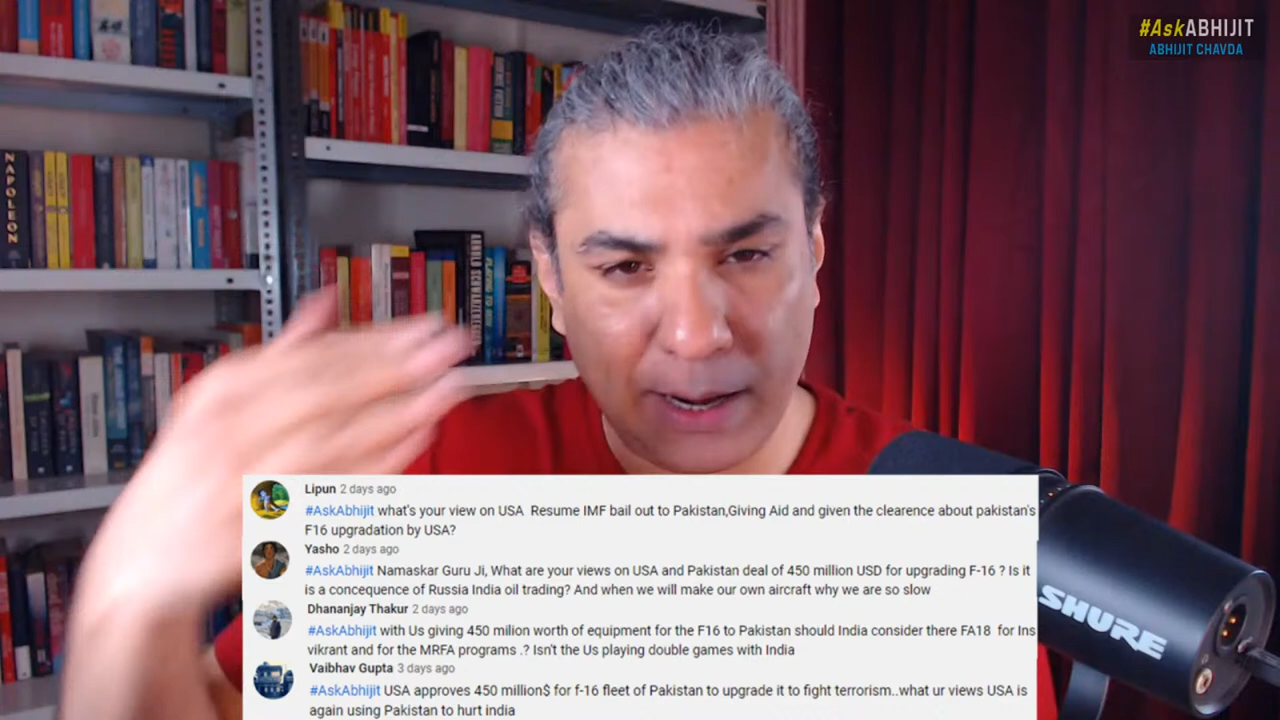 #AskABHIJIT
ABHIJIT CHAVDA
NAPOLEON
ARNOLD SCHWARZENEGGER
SHURE
Lipun 2 days ago
#AskAbhijit what's your view on USA Resume IMF bail out to Pakistan,Giving Aid and given the clearence about pakistan's
F16 upgradation by USA?
Yasho 2 days ago
#AskAbhijit Namaskar Guru Ji, What are your views on USA and Pakistan deal of 450 million USD for upgrading F-16 ? Is it
is a concequence of Russia India oil trading? And when we will make our own aircraft why we are so slow
Dhananjay Thakur 2 days ago
#AskAbhijit with Us giving 450 milion worth of equipment for the F16 to Pakistan should India consider there FA18 for Ins
vikrant and for the MRFA programs .? Isn't the Us playing double games with India
Vaibhav Gupta 3 days ago
#AskAbhijit USA approves 450 million$ for f-16 fleet of Pakistan to upgrade it to fight terrorism..what ur views USA is
again using Pakistan to hurt india